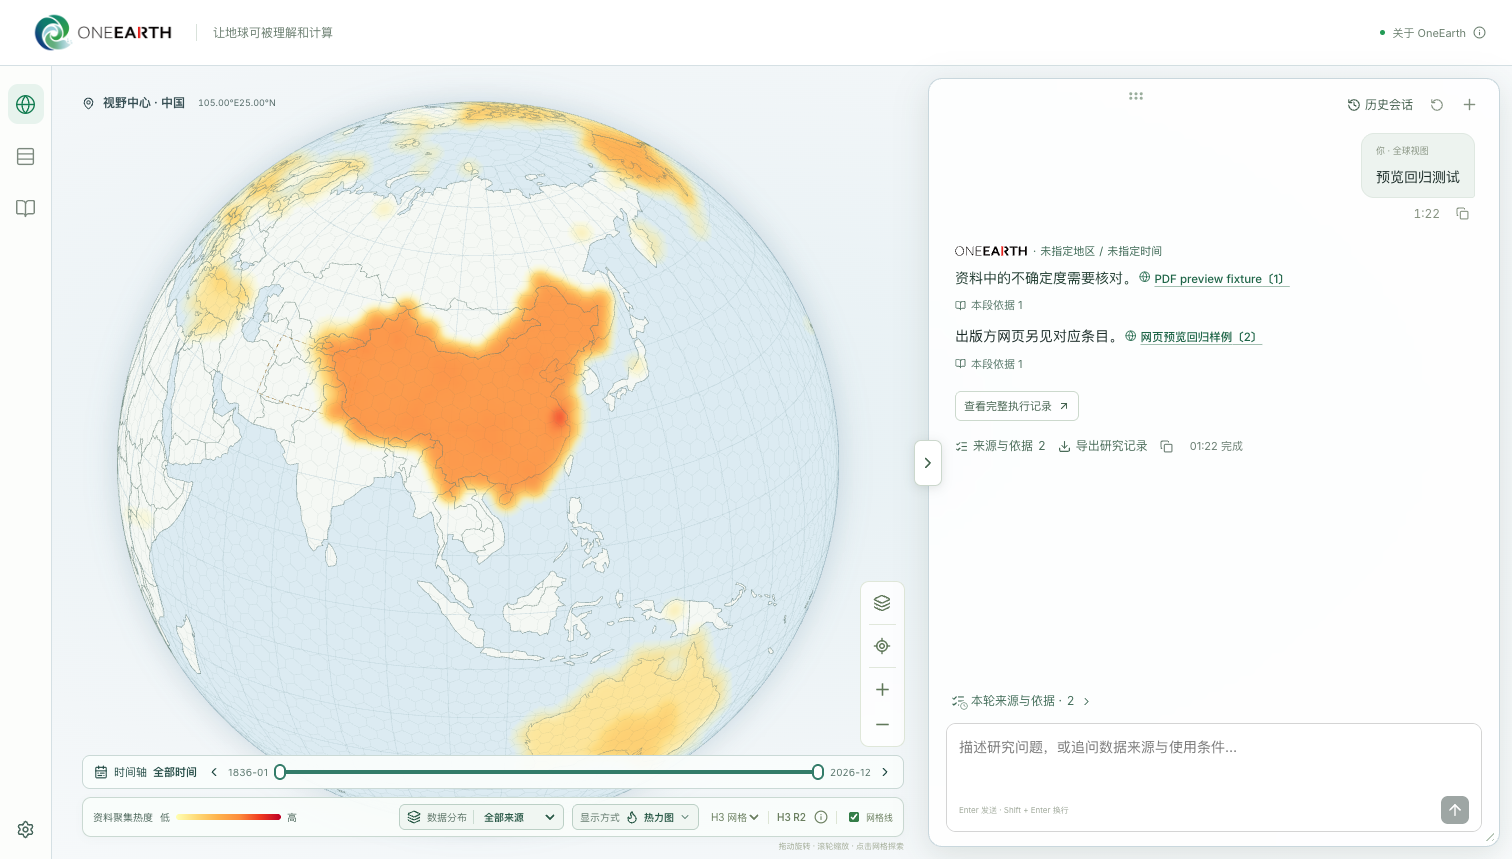 ONEEARTH 让地球可被理解和计算 关于 OneEarth
视野中心 · 中国 105.00°E25.00°N
历史会话
你 · 全球视图
预览回归测试
1:22
ONEEARTH · 未指定地区 / 未指定时间
资料中的不确定度需要核对。 PDF preview fixture〔1〕
本段依据 1
出版方网页另见对应条目。 网页预览回归样例〔2〕
本段依据 1
查看完整执行记录
来源与依据 2 导出研究记录 01:22 完成
本轮来源与依据 · 2
描述研究问题，或追问数据来源与使用条件...
Enter 发送 · Shift + Enter 换行
时间轴 全部时间 1836-01 2026-12
资料聚集热度 低 高 数据分布 全部来源 显示方式 热力图 H3 网格 H3 R2 网格线
拖动旋转 · 滚轮缩放 · 点击网格探索